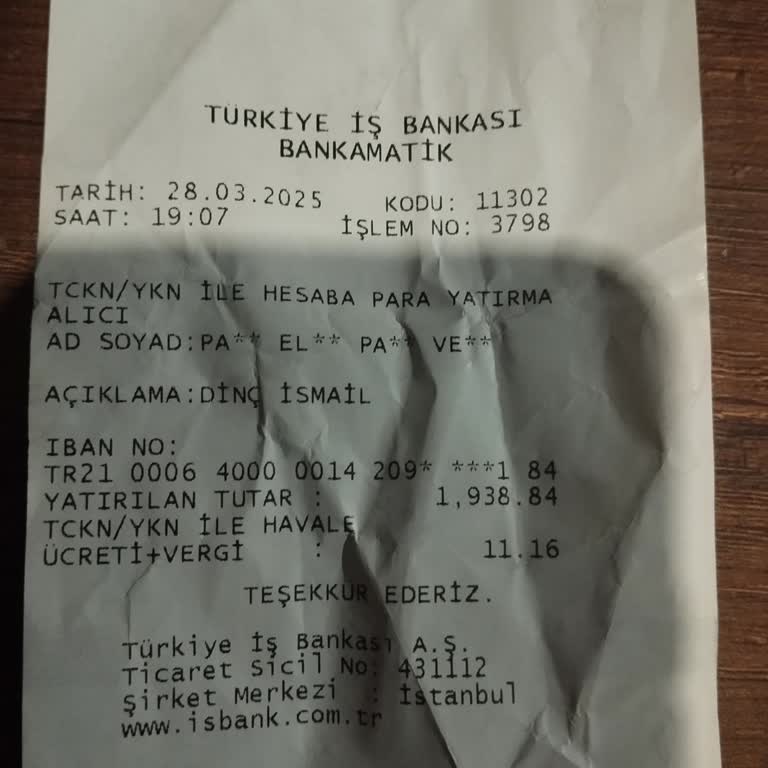 TÜRKİYE İŞ BANKASI
BANKAMATİK
TARİH: 28.03.2025 KODU: 11302
SAAT: 19:07 İŞLEM NO: 3798
TCKN/YKN İLE HESABA PARA YATIRMA
ALICI
AD SOYAD:PA** EL** PA** VE**
AÇIKLAMA:DİNÇ İSMAİL
IBAN NO:
TR21 0006 4000 0014 209* ***1 84
YATIRILAN TUTAR : 1,938.84
TCKN/YKN İLE HAVALE
ÜCRETİ+VERGİ : 11.16
TEŞEKKÜR EDERİZ.
Türkiye İş Bankası A.Ş.
Ticaret Sicil No: 431112
Şirket Merkezi : İstanbul
www.isbank.com.tr